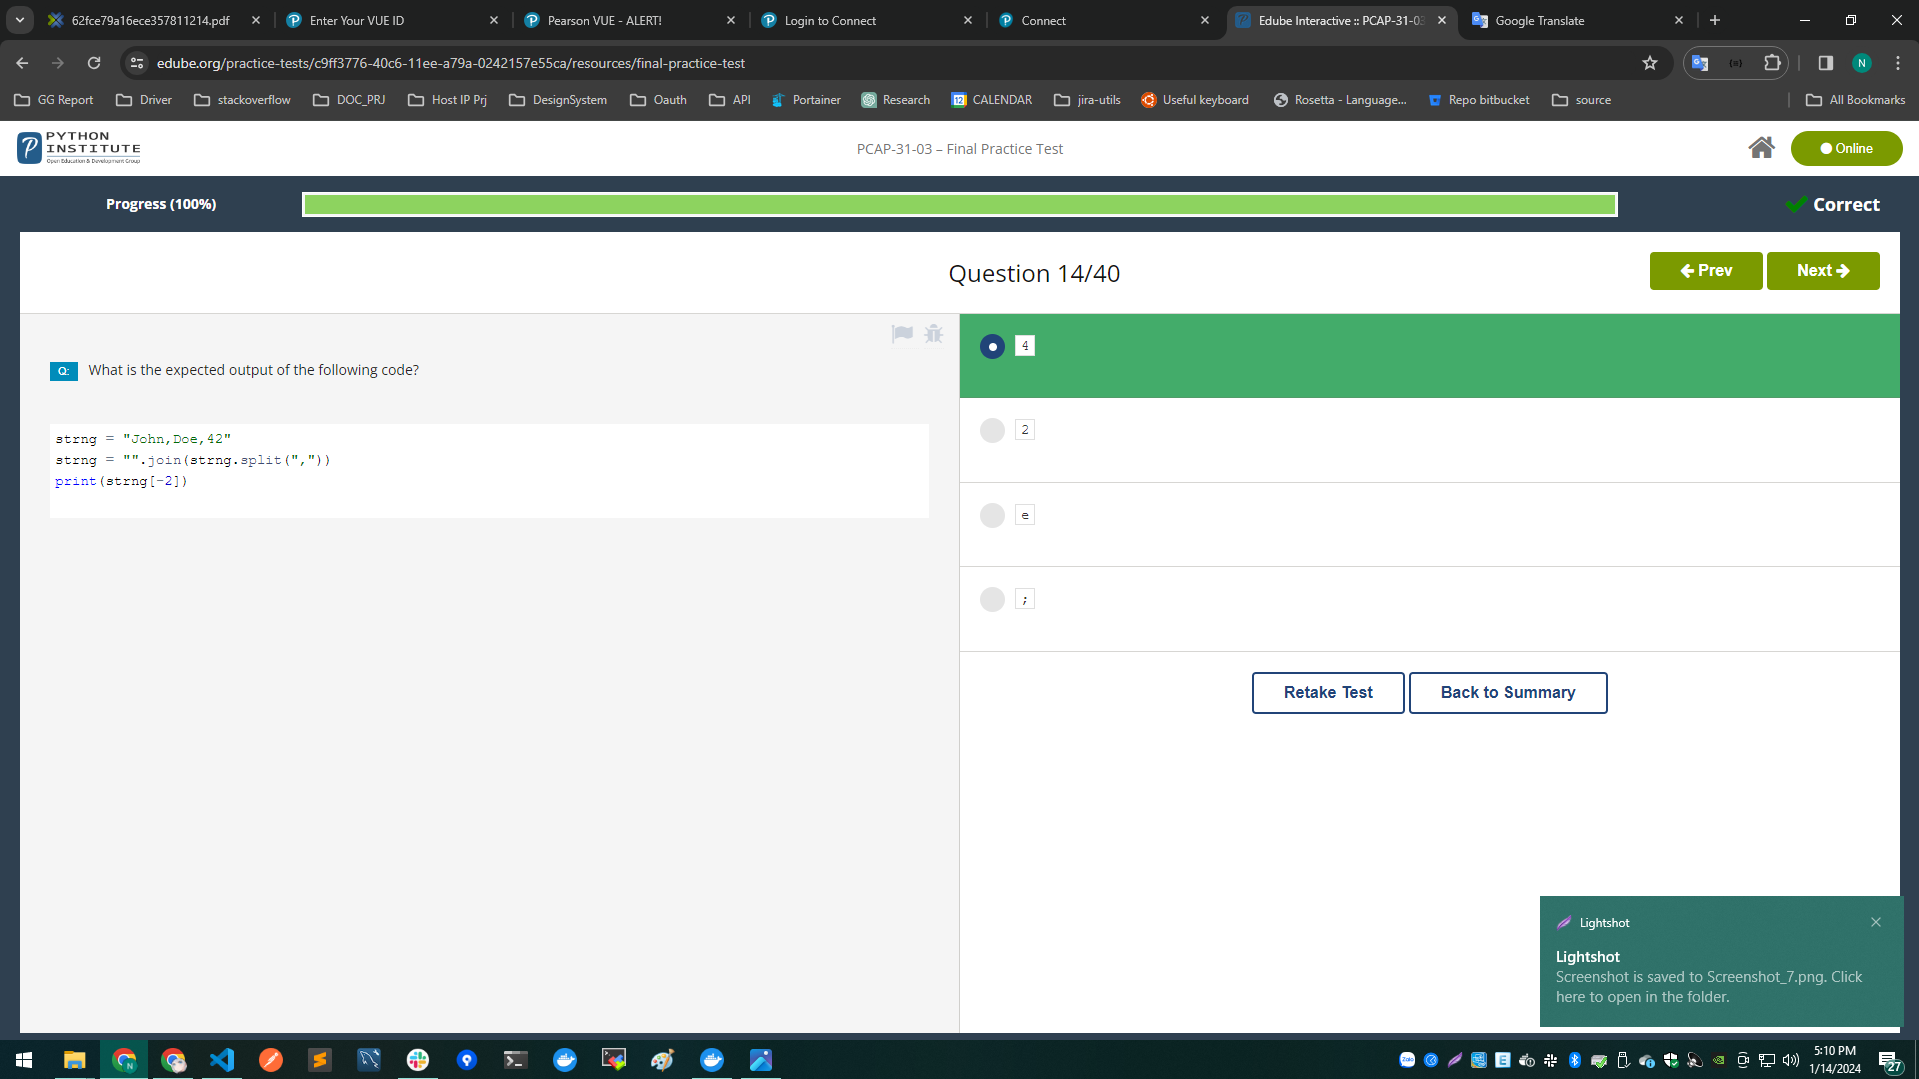 62fce79a16ece357811214.pdf
Enter Your VUE ID
Pearson VUE - ALERT!
Login to Connect
Connect
Edube Interactive :: PCAP-31-03
Google Translate
edube.org/practice-tests/c9ff3776-40c6-11ee-a79a-0242157e55ca/resources/final-practice-test
N
GG Report
Driver
stackoverflow
DOC_PRJ
Host IP Prj
DesignSystem
Oauth
API
Portainer
Research
CALENDAR
jira-utils
Useful keyboard
Rosetta - Language...
Repo bitbucket
source
All Bookmarks
PYTHON
INSTITUTE
Open Education & Development Group
PCAP-31-03 – Final Practice Test
Online
Progress (100%)
Correct
Question 14/40
Prev
Next
Q: What is the expected output of the following code?
strng = "John,Doe,42"
strng = "".join(strng.split(","))
print(strng[-2])
4
2
e
;
Retake Test
Back to Summary
Lightshot
Lightshot
Screenshot is saved to Screenshot_7.png. Click
here to open in the folder.
5:10 PM
1/14/2024
27